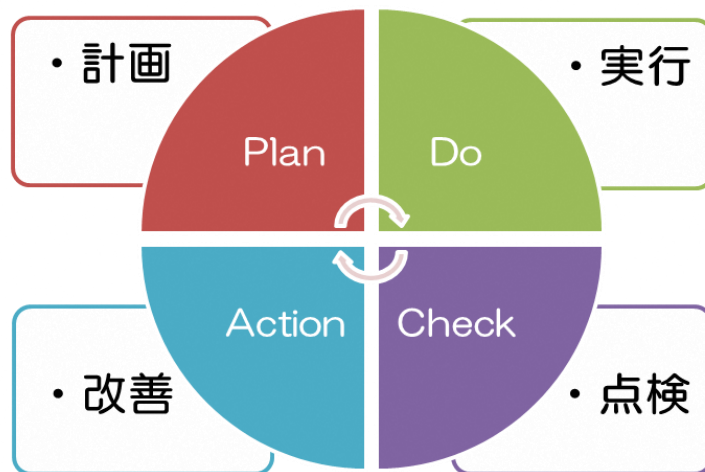 ・計画
Plan
Do
・実行
・改善
Action
Check
・点検